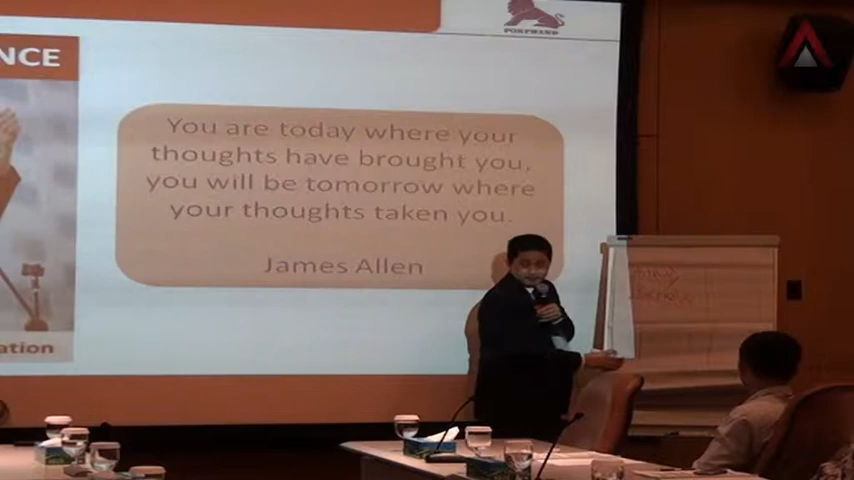 POKPHAND
NCE
You are today where your
thoughts have brought you,
you will be tomorrow where
your thoughts taken you.
James Allen
ation